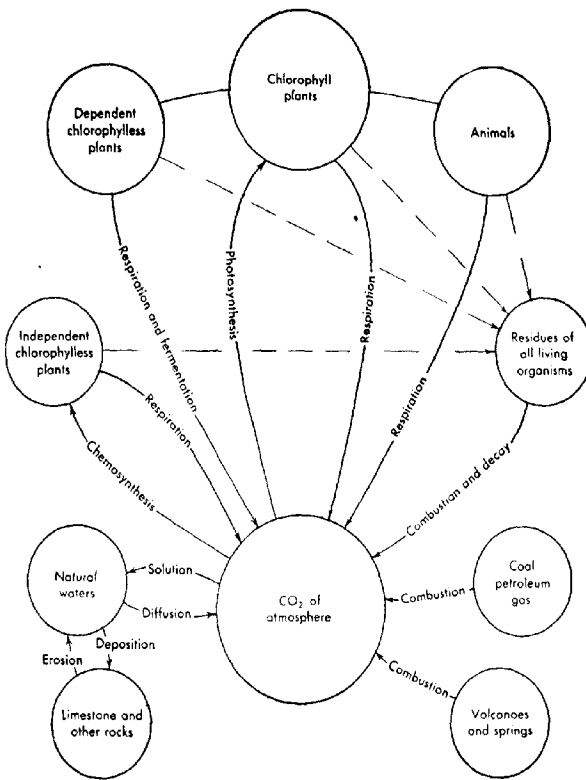 Chlorophyll
plants
Dependent
chlorophylless
plants
Animals
Respiration and fermentation
Photosynthesis
Respiration
Respiration
Independent
chlorophylless
plants
Residues of
all living
organisms
Respiration
Chemosynthesis
Combustion and decay
Natural
waters
Solution
Diffusion
CO₂ of
atmosphere
Combustion
Coal
petroleum
gas
Deposition
Erosion
Combustion
Limestone and
other rocks
Volcanoes
and springs